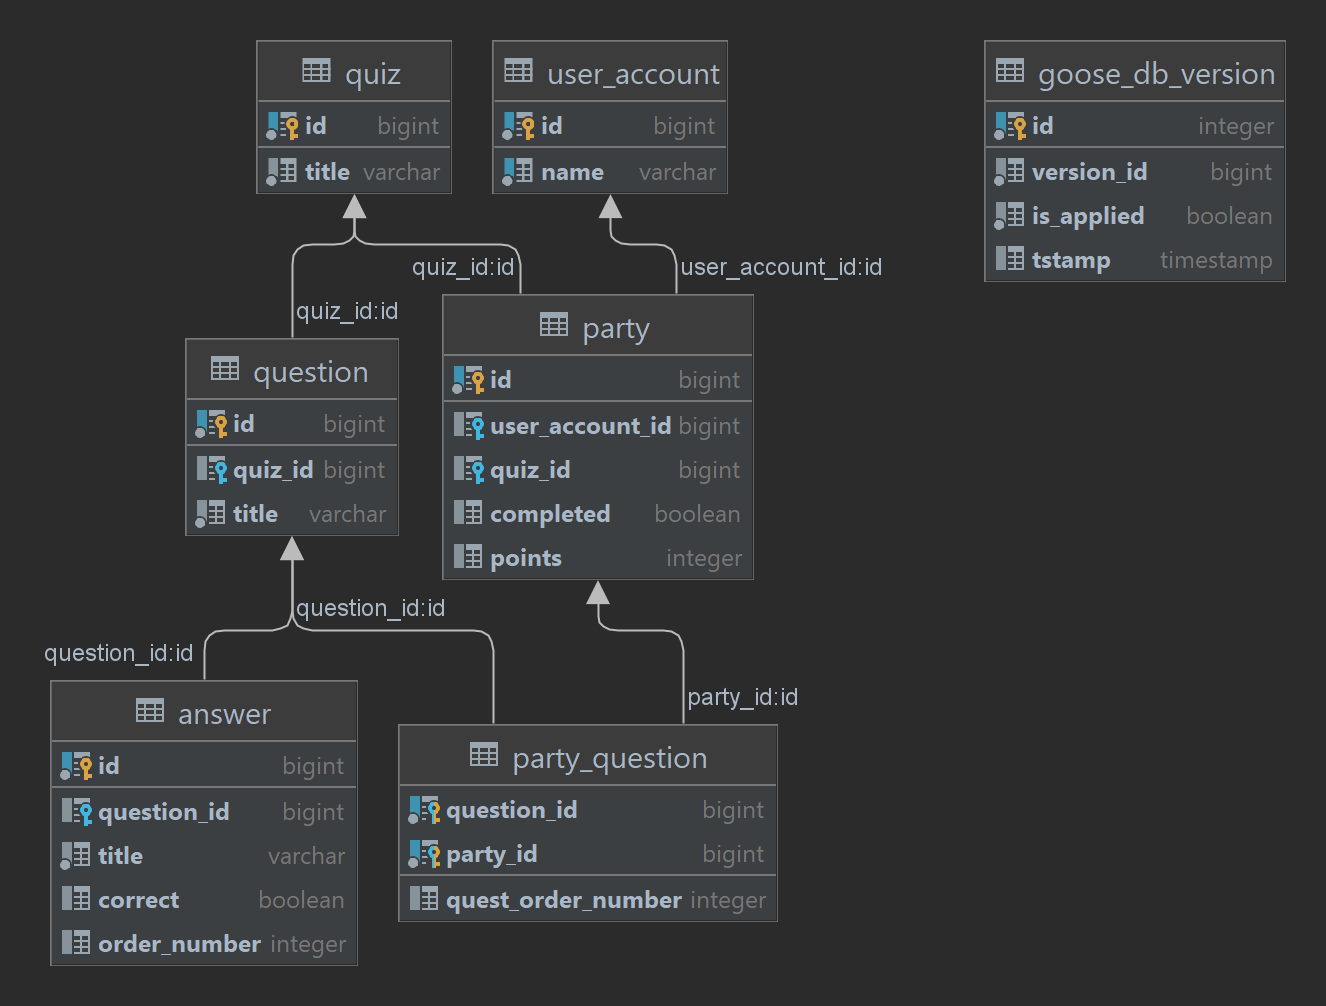 quiz
id bigint
title varchar
user_account
id bigint
name varchar
goose_db_version
id integer
version_id bigint
is_applied boolean
tstamp timestamp
quiz_id:id
user_account_id:id
quiz_id:id
question
id bigint
quiz_id bigint
title varchar
party
id bigint
user_account_id bigint
quiz_id bigint
completed boolean
points integer
question_id:id
question_id:id
party_id:id
answer
id bigint
question_id bigint
title varchar
correct boolean
order_number integer
party_question
question_id bigint
party_id bigint
quest_order_number integer